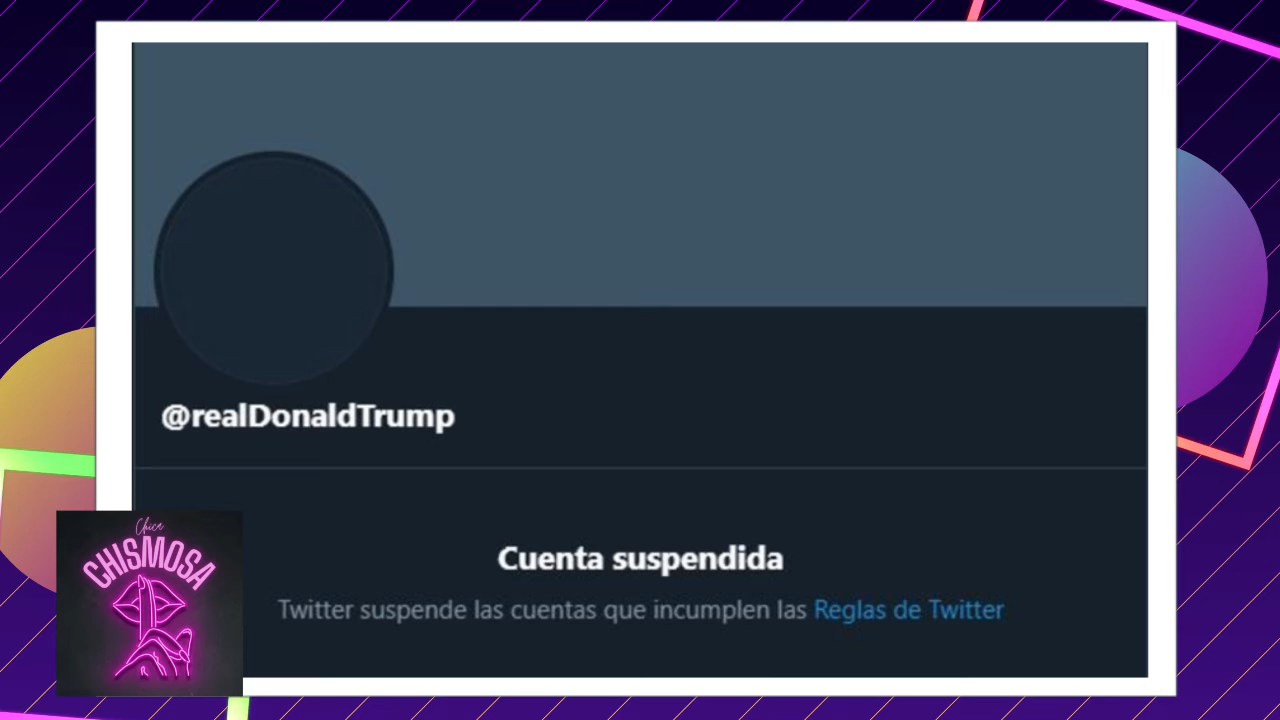 @realDonaldTrump
Cuenta suspendida
Twitter suspende las cuentas que incumplen las Reglas de Twitter
Chica
CHISMOSA